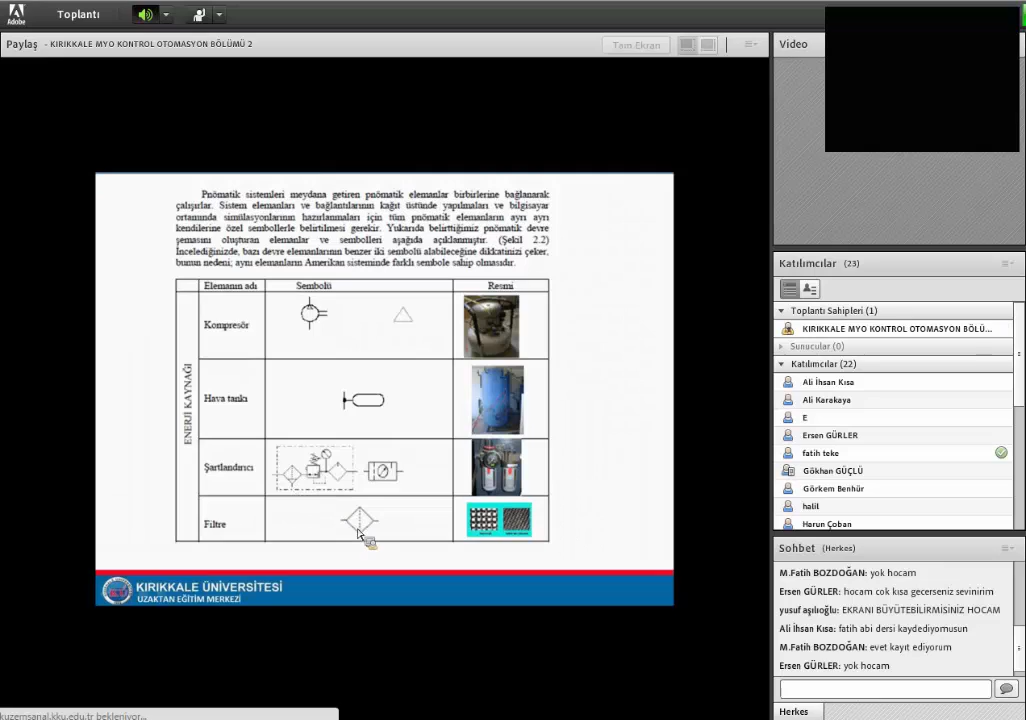 Adobe
Toplantı
Paylaş - KIRIKKALE MYO KONTROL OTOMASYON BÖLÜMÜ 2
Tam Ekran
Pnömatik sistemleri meydana getiren pnömatik elemanlar birbirlerine bağlanarak
çalışırlar. Sistem elemanları ve bağlantılarının kağıt üstünde yapılmaları ve bilgisayar
ortamında simülasyonlarının hazırlanmaları için tüm pnömatik elemanların ayrı ayrı
kendilerine özel sembollerle belirtilmesi gerekir. Yukarıda belirttiğimiz pnömatik devre
şemasını oluşturan elemanlar ve sembolleri aşağıda açıklanmıştır. (Şekil 2.2)
İncelediğinizde, bazı devre elemanlarının benzer iki sembolü alabileceğine dikkatinizi çeker,
bunun nedeni; aynı elemanların Amerikan sisteminde farklı sembole sahip olmasıdır.
Elemanın adı Sembolü Resmi
ENERJİ KAYNAĞI
Kompresör
Hava tankı
Şartlandırıcı
Filtre
KIRIKKALE ÜNİVERSİTESİ
UZAKTAN EĞİTİM MERKEZİ
kuzemsanal.kku.edu.tr bekleniyor...
Video
Katılımcılar (23)
Toplantı Sahipleri (1)
KIRIKKALE MYO KONTROL OTOMASYON BÖLÜ...
Sunucular (0)
Katılımcılar (22)
Ali İhsan Kısa
Ali Karakaya
E
Ersen GÜRLER
fatih teke
Gökhan GÜÇLÜ
Görkem Benhür
halil
Harun Çoban
Sohbet (Herkes)
M.Fatih BOZDOĞAN: yok hocam
Ersen GÜRLER: hocam cok kısa gecerseniz sevinirim
yusuf aşılıoğlu: EKRANI BÜYÜTEBİLİRMİSİNİZ HOCAM
Ali İhsan Kısa: fatih abi dersi kaydediyomusun
M.Fatih BOZDOĞAN: evet kayıt ediyorum
Ersen GÜRLER: yok hocam
Herkes